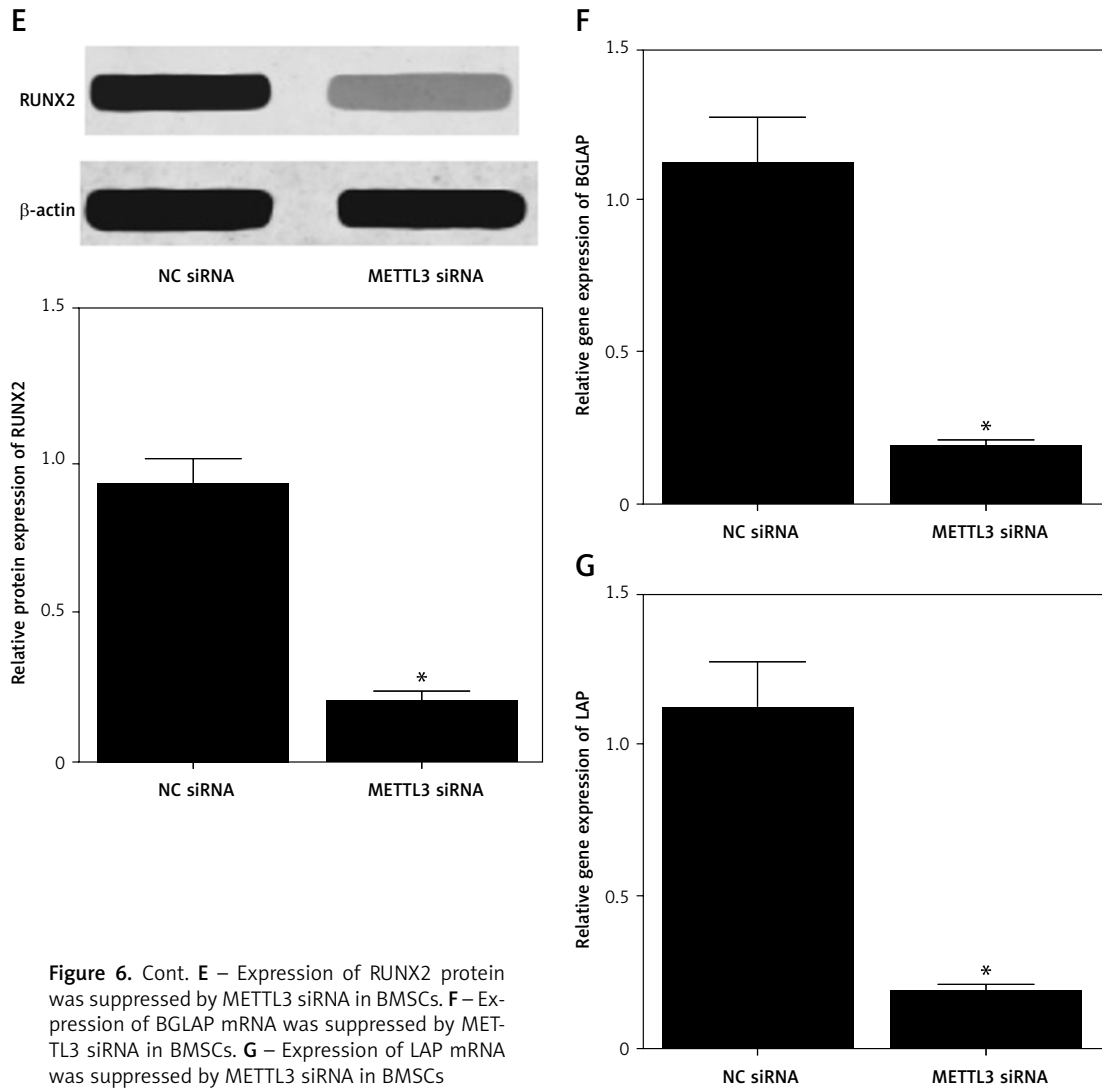 E
RUNX2
β-actin
NC siRNA METTL3 siRNA
1.5
1.0
0.5
0
Relative protein expression of RUNX2
*
NC siRNA METTL3 siRNA
F
1.5
1.0
0.5
0
Relative gene expression of BGLAP
*
NC siRNA METTL3 siRNA
G
1.5
1.0
0.5
0
Relative gene expression of LAP
*
NC siRNA METTL3 siRNA
Figure 6. Cont. E – Expression of RUNX2 protein
was suppressed by METTL3 siRNA in BMSCs. F – Ex-
pression of BGLAP mRNA was suppressed by MET-
TL3 siRNA in BMSCs. G – Expression of LAP mRNA
was suppressed by METTL3 siRNA in BMSCs